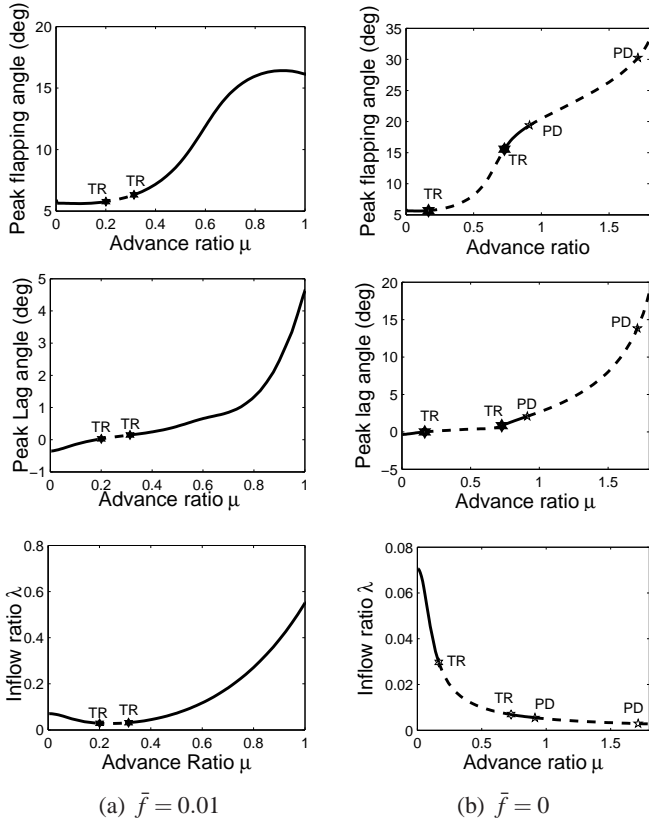 Peak flapping angle (deg)
20
15
10
5
TR
TR
0 0.2 0.4 0.6 0.8 1
Advance ratio μ
Peak flapping angle (deg)
35
30
25
20
15
10
5
TR
TR
PD
PD
0 0.5 1 1.5
Advance ratio
Peak Lag angle (deg)
5
4
3
2
1
0
−1
TR
TR
0 0.2 0.4 0.6 0.8 1
Advance ratio μ
Peak lag angle (deg)
20
15
10
5
0
−5
TR
TR
PD
PD
0 0.5 1 1.5
Advance ratio μ
Inflow ratio λ
0.8
0.6
0.4
0.2
0
TR
TR
0 0.2 0.4 0.6 0.8 1
Advance Ratio μ
Inflow ratio λ
0.08
0.06
0.04
0.02
0
TR
TR
PD
PD
0 0.5 1 1.5
Advance ratio μ
(a) f̄ = 0.01
(b) f̄ = 0